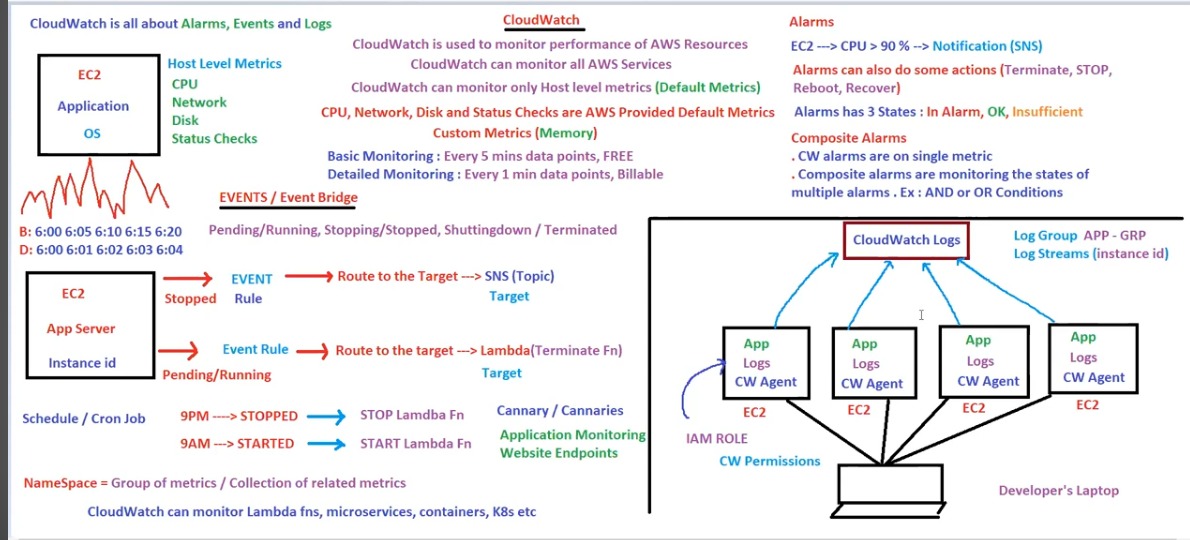 CloudWatch is all about Alarms, Events and Logs
EC2
Application
OS
Host Level Metrics
CPU
Network
Disk
Status Checks
B: 6:00 6:05 6:10 6:15 6:20
D: 6:00 6:01 6:02 6:03 6:04
CloudWatch
CloudWatch is used to monitor performance of AWS Resources
CloudWatch can monitor all AWS Services
CloudWatch can monitor only Host level metrics (Default Metrics)
CPU, Network, Disk and Status Checks are AWS Provided Default Metrics
Custom Metrics (Memory)
Basic Monitoring : Every 5 mins data points, FREE
Detailed Monitoring : Every 1 min data points, Billable
Alarms
EC2 ---> CPU > 90 % --> Notification (SNS)
Alarms can also do some actions (Terminate, STOP,
Reboot, Recover)
Alarms has 3 States : In Alarm, OK, Insufficient
Composite Alarms
. CW alarms are on single metric
. Composite alarms are monitoring the states of
multiple alarms . Ex : AND or OR Conditions
EVENTS / Event Bridge
Pending/Running, Stopping/Stopped, Shuttingdown / Terminated
EC2
App Server
Instance id
Stopped
EVENT
Rule
Route to the Target ---> SNS (Topic)
Target
Pending/Running
Event Rule
Route to the target ---> Lambda(Terminate Fn)
Target
Schedule / Cron Job
9PM ----> STOPPED
STOP Lamdba Fn
9AM ---> STARTED
START Lambda Fn
Cannary / Cannaries
Application Monitoring
Website Endpoints
NameSpace = Group of metrics / Collection of related metrics
CloudWatch can monitor Lambda fns, microservices, containers, K8s etc
CloudWatch Logs
Log Group APP - GRP
Log Streams (instance id)
App
Logs
CW Agent
EC2
App
Logs
CW Agent
EC2
App
Logs
CW Agent
EC2
App
Logs
CW Agent
EC2
IAM ROLE
CW Permissions
Developer's Laptop